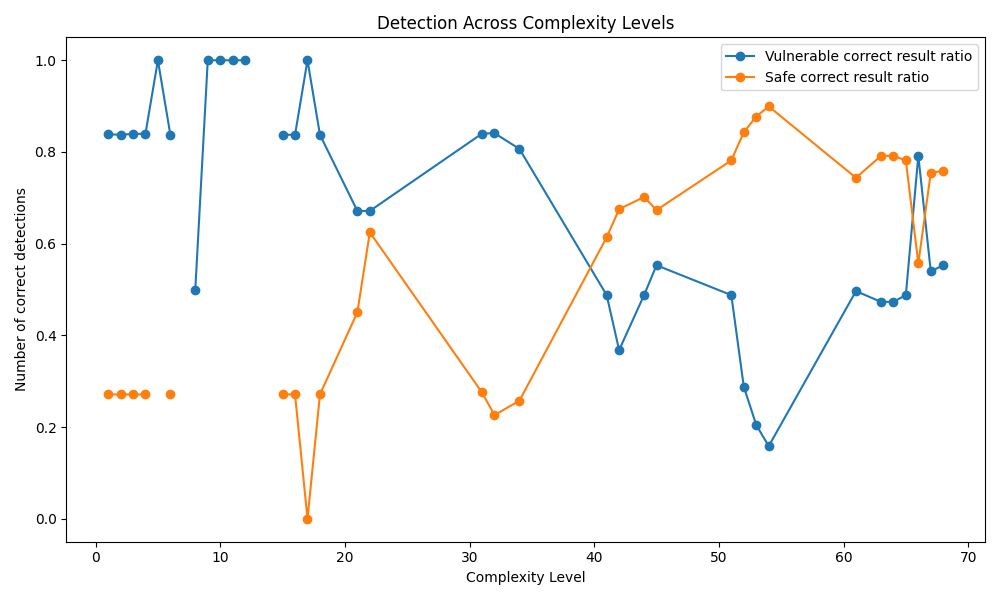 Detection Across Complexity Levels
Vulnerable correct result ratio
Safe correct result ratio
Number of correct detections
1.0
0.8
0.6
0.4
0.2
0.0
0 10 20 30 40 50 60 70
Complexity Level